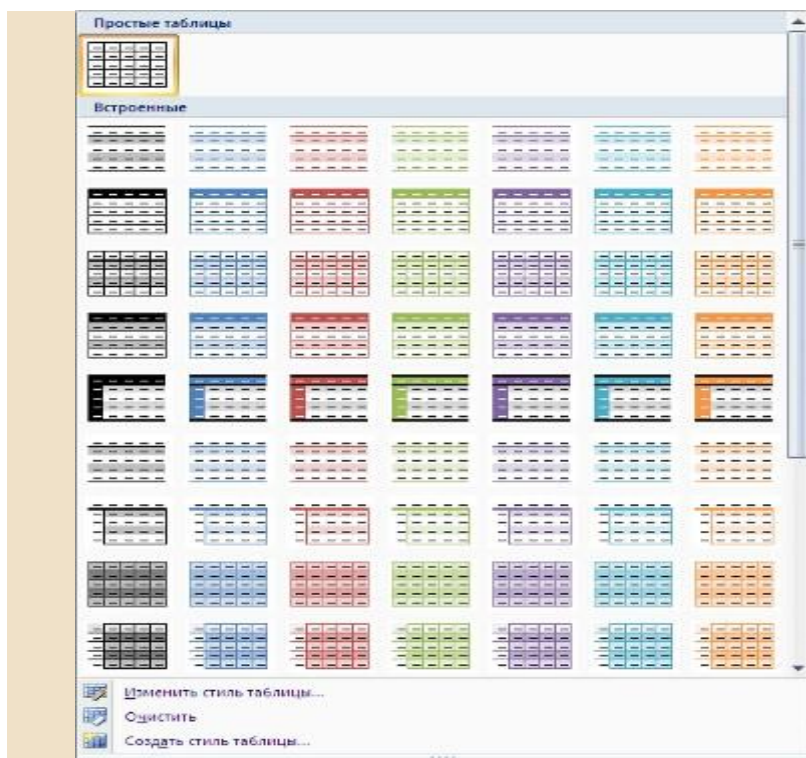 Простые таблицы
Встроенные
Изменить стиль таблицы...
Очистить
Создать стиль таблицы...